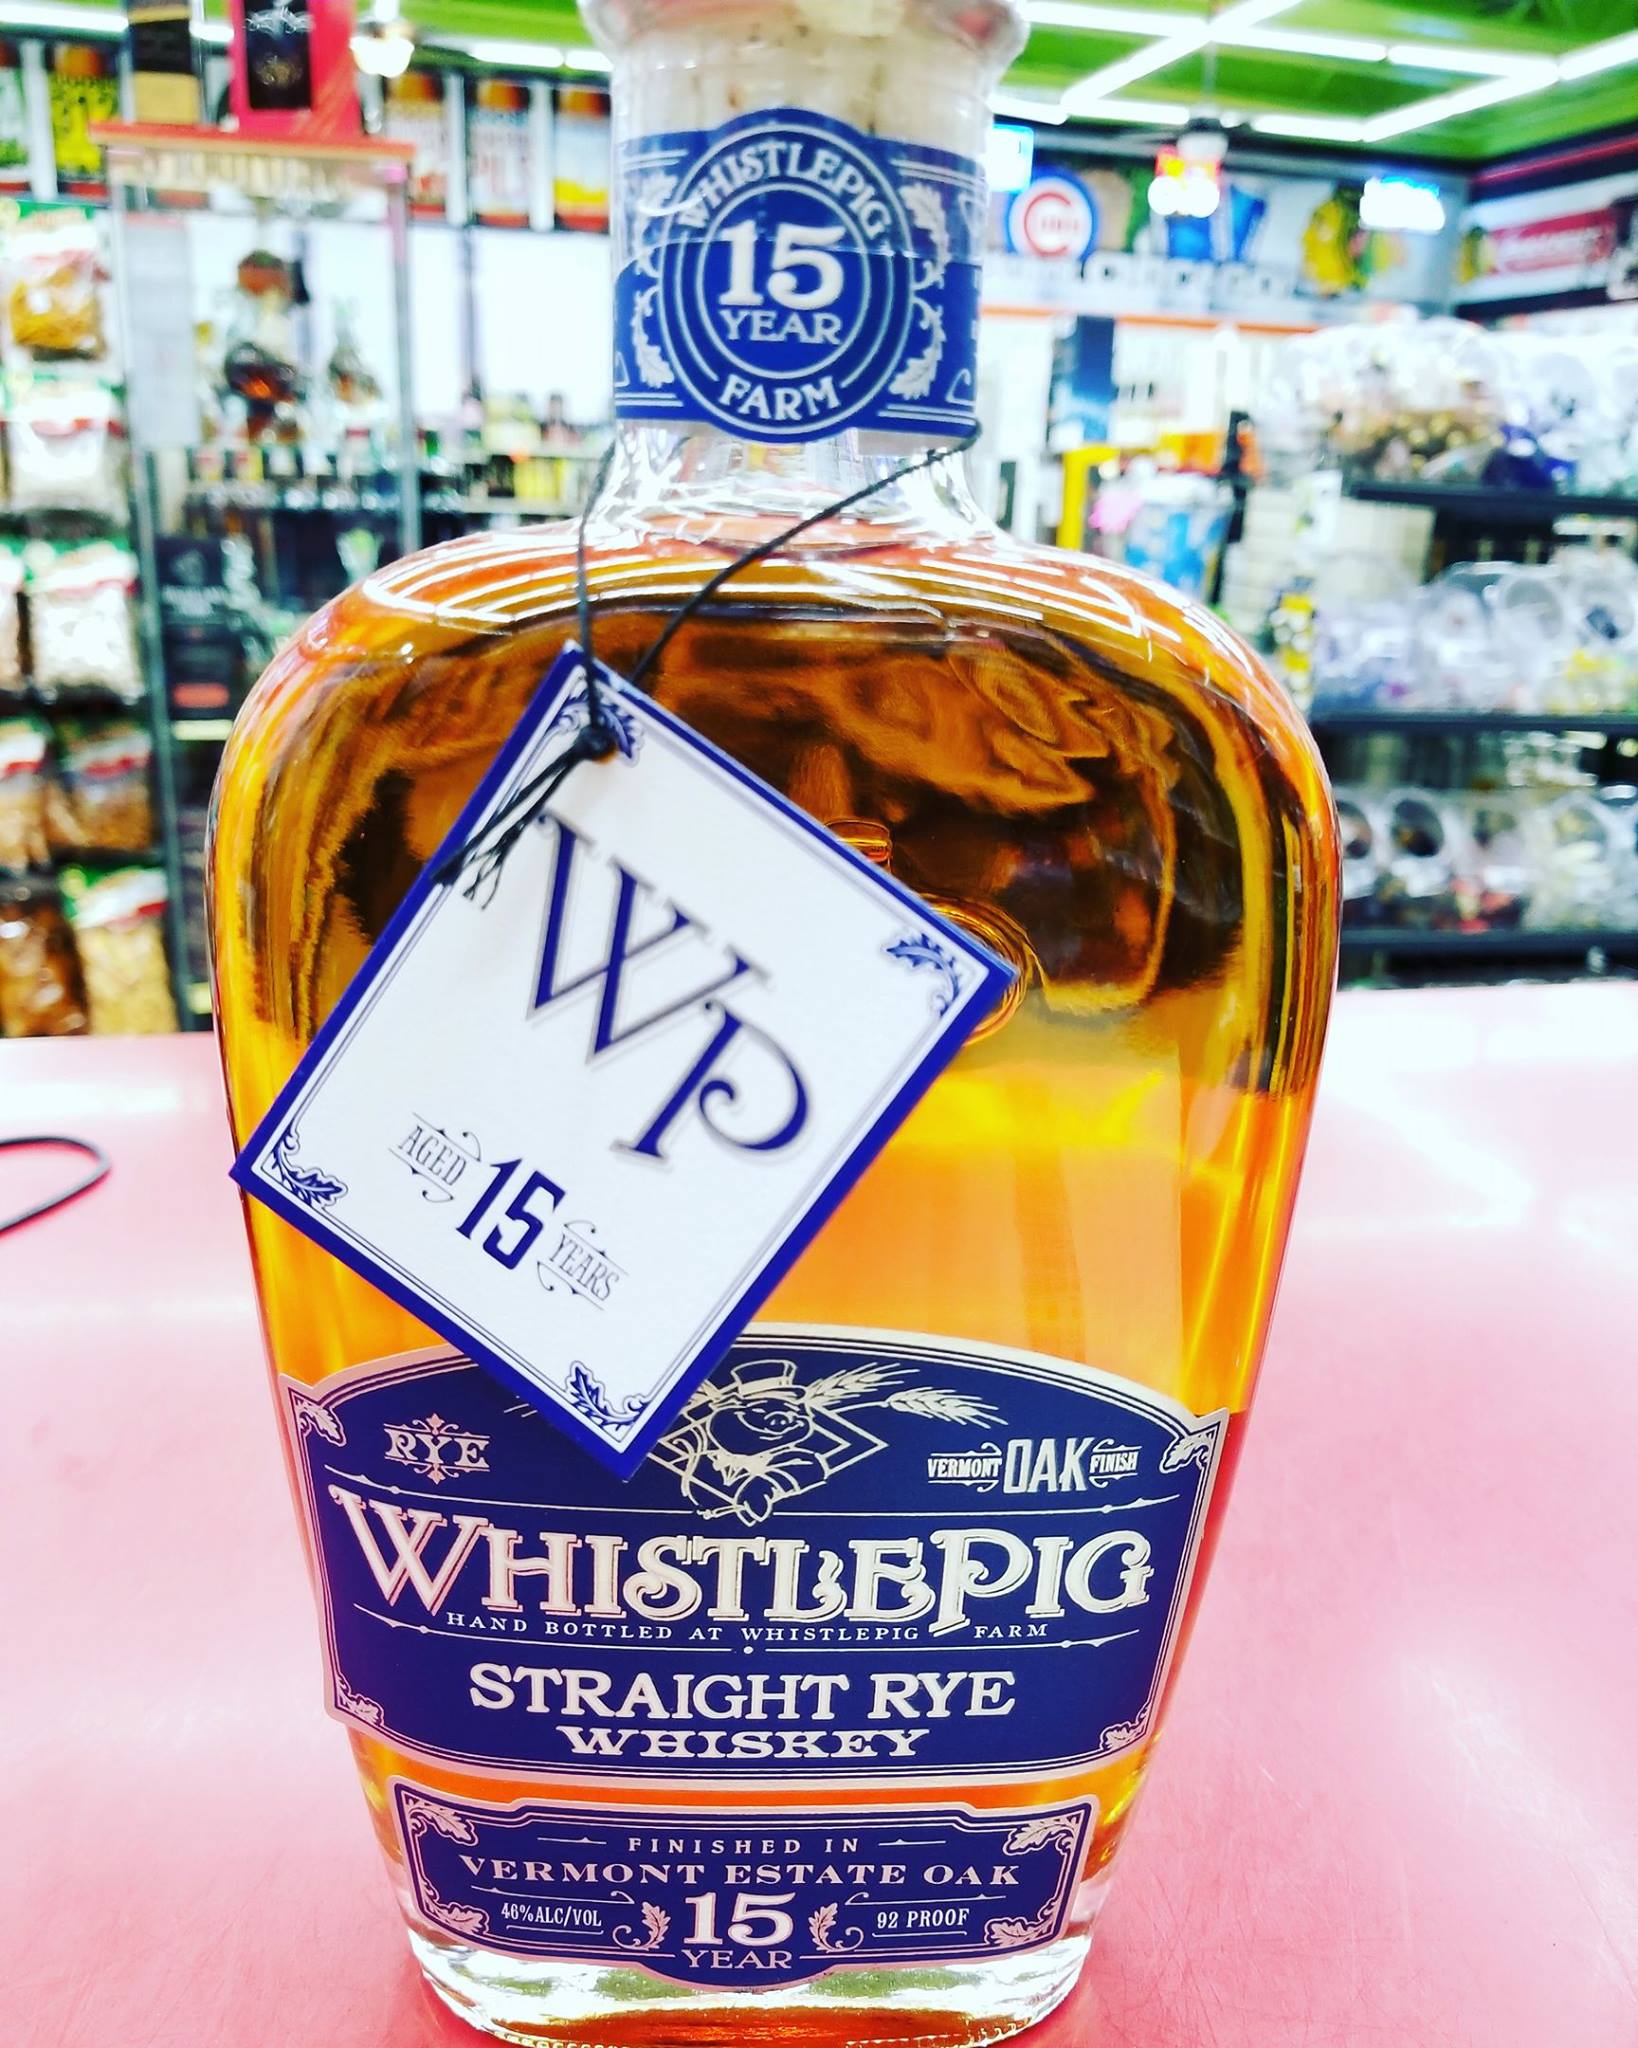 WHISTLEPIG
15
YEAR
FARM
WP
AGED 15 YEARS
RYE
VERMONT OAK FINISH
WHISTLEPIG
HAND BOTTLED AT WHISTLEPIG FARM
STRAIGHT RYE
WHISKEY
FINISHED IN
VERMONT ESTATE OAK
46%ALC/VOL 15 92 PROOF
YEAR